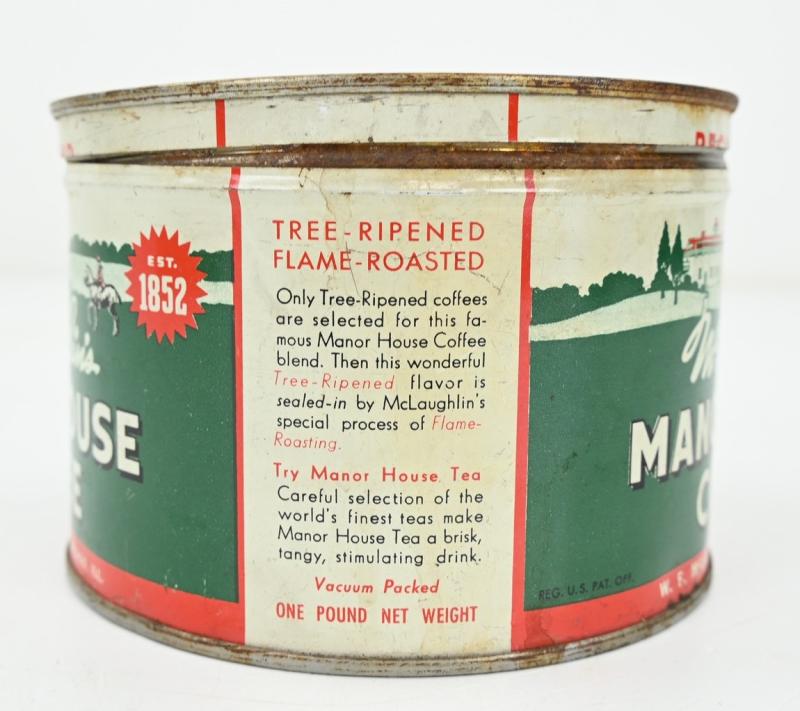 EST.
1852
USE
TREE-RIPENED
FLAME-ROASTED
Only Tree-Ripened coffees
are selected for this fa-
mous Manor House Coffee
blend. Then this wonderful
Tree-Ripened flavor is
sealed-in by McLaughlin's
special process of Flame-
Roasting.
Try Manor House Tea
Careful selection of the
world's finest teas make
Manor House Tea a brisk,
tangy, stimulating drink.
Vacuum Packed
ONE POUND NET WEIGHT
MAN
REG. U.S. PAT. OFF.
W. F.